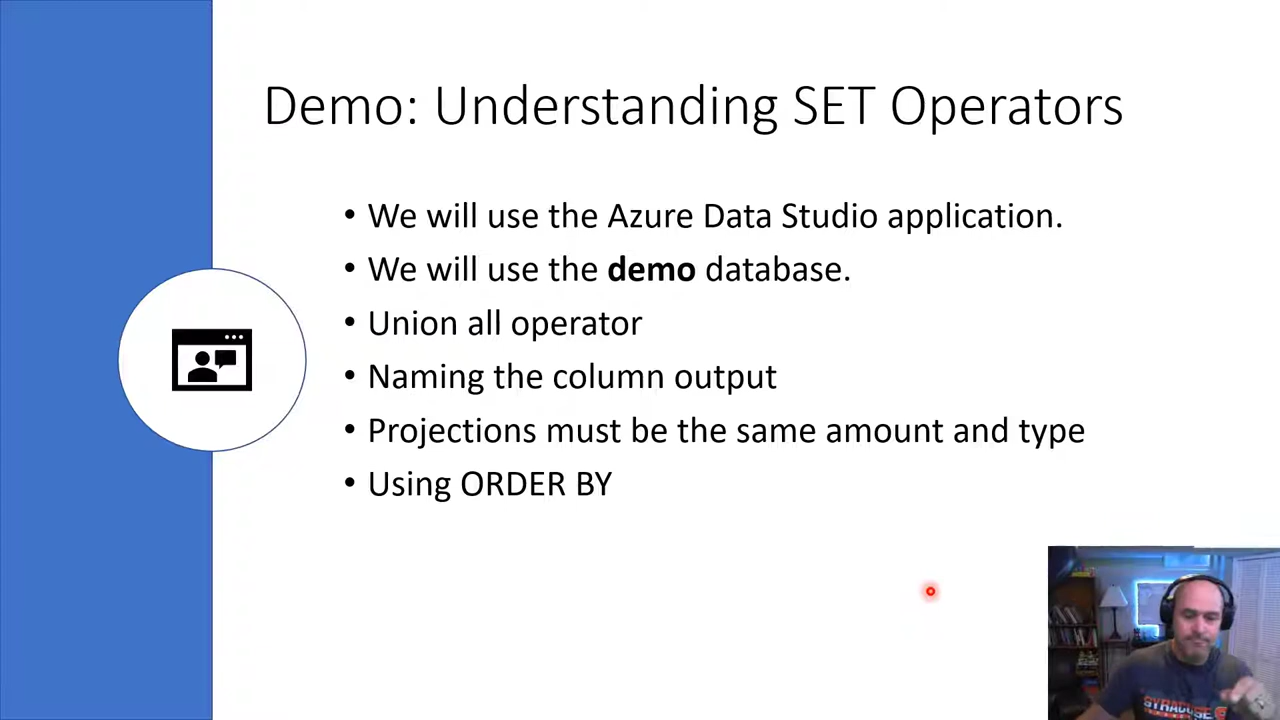 Demo: Understanding SET Operators
• We will use the Azure Data Studio application.
• We will use the demo database.
• Union all operator
• Naming the column output
• Projections must be the same amount and type
• Using ORDER BY
SYRACUSE